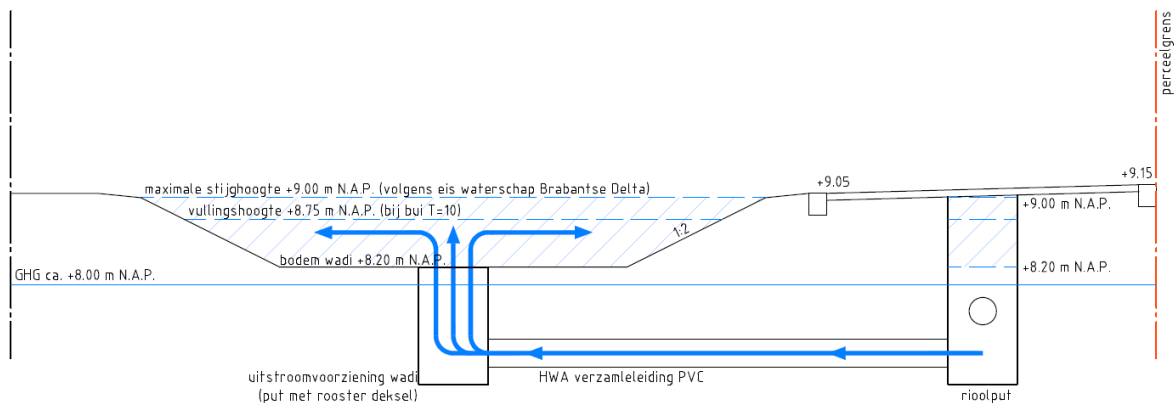 perceelgrens
+9.05
+9.15
maximale stijghoogte +9.00 m N.A.P. (volgens eis waterschap Brabantse Delta)
+9.00 m N.A.P.
vullingshoogte +8.75 m N.A.P. (bij bui T=10)
1:2
bodem wadi +8.20 m N.A.P.
+8.20 m N.A.P.
GHG ca. +8.00 m N.A.P.
uitstroomvoorziening wadi
(put met rooster deksel)
HWA verzamleleiding PVC
rioolput